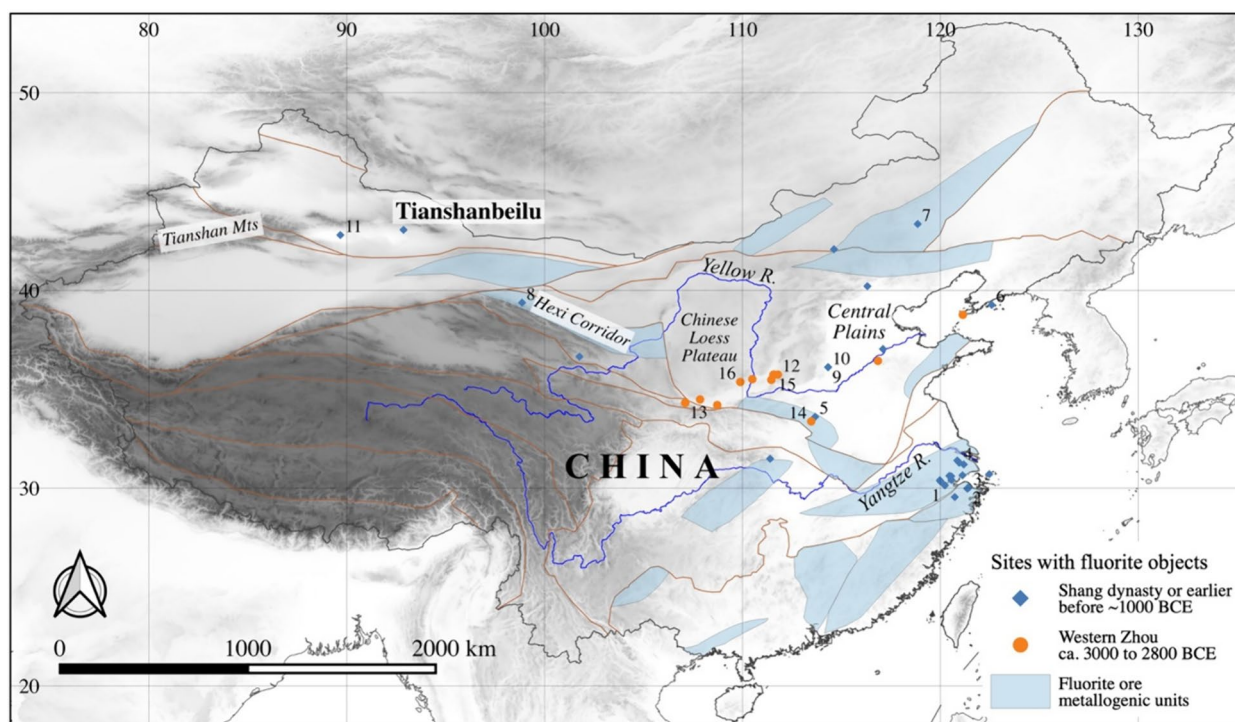 80 90 100 110 120 130
50
7
Tianshanbeilu
11
Tianshan Mts
Yellow R.
40
8
Hexi Corridor
6
Central
Plains
Chinese
Loess
Plateau
10
12
16
15
9
13
14
5
CHINA
4
30
Yangtze R.
1
3
2
Sites with fluorite objects
Shang dynasty or earlier
before ~1000 BCE
Western Zhou
ca. 3000 to 2800 BCE
Fluorite ore
metallogenic units
0 1000 2000 km
20